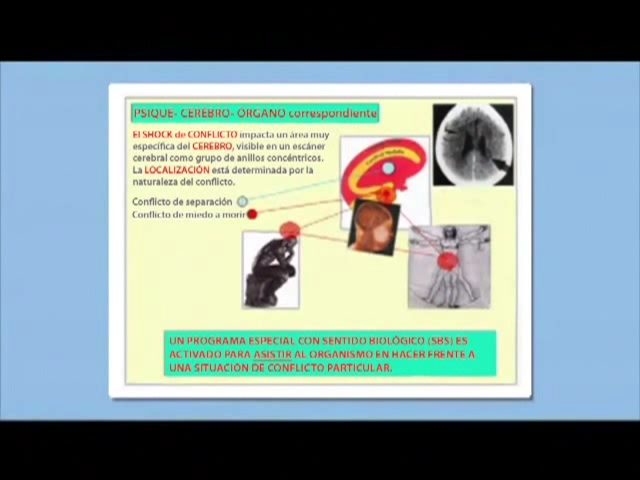 PSIQUE- CEREBRO- ÓRGANO correspondiente
El SHOCK de CONFLICTO impacta un área muy
específica del CEREBRO, visible en un escáner
cerebral como grupo de anillos concéntricos.
La LOCALIZACIÓN está determinada por la
naturaleza del conflicto.
Conflicto de separación
Conflicto de miedo a morir
Cerebral Medulla
UN PROGRAMA ESPECIAL CON SENTIDO BIOLÓGICO (SBS) ES
ACTIVADO PARA ASISTIR AL ORGANISMO EN HACER FRENTE A
UNA SITUACIÓN DE CONFLICTO PARTICULAR.